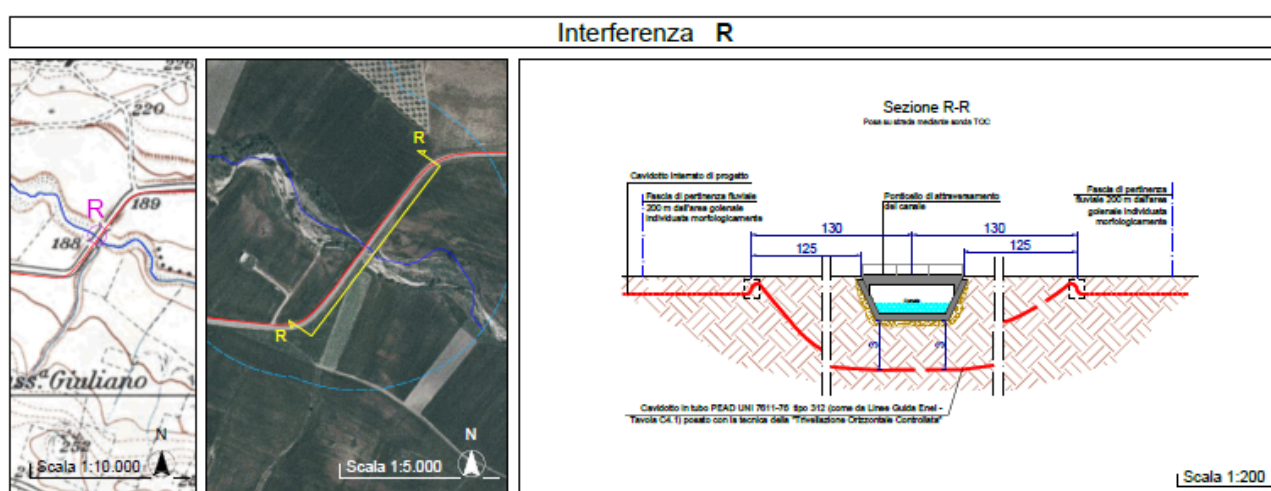 Interferenza R
226
220
R
189
188
ss.ª Giuliano
252
N
Scala 1:10.000
R
R
N
Scala 1:5.000
Sezione R-R
Posa su strada mediante sonda TOC
Cavidotto interrato di progetto
Fascia di pertinenza fluviale
200 m dall'area golenale
individuata morfologicamente
Ponticello di attraversamento
del canale
Fascia di pertinenza
fluviale 200 m dall'area
golenale individuata
morfologicamente
130
130
125
125
Canale
3
3
Cavidotto in tubo PEAD UNI 7611-76 tipo 312 (come da Linee Guida Enel -
Tavola C4.1) posato con la tecnica della "Trivellazione Orizzontale Controllata"
Scala 1:200